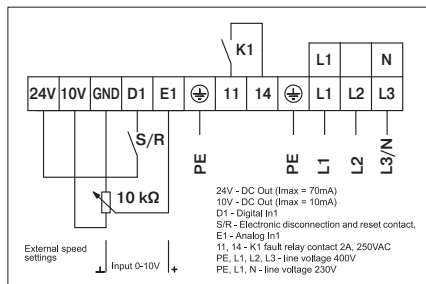 K1
L1
N
24V
10V
GND
D1
E1
11
14
L1
L2
L3
S/R
PE
PE
L1
L2
L3/N
10 kΩ
External speed
settings
⊥ Input 0-10V +
24V - DC Out (Imax = 70mA)
10V - DC Out (Imax = 10mA)
D1 - Digital In1
S/R - Electronic disconnection and reset contact,
E1 - Analog In1
11, 14 - K1 fault relay contact 2A, 250VAC
PE, L1, L2, L3 - line voltage 400V
PE, L1, N - line voltage 230V